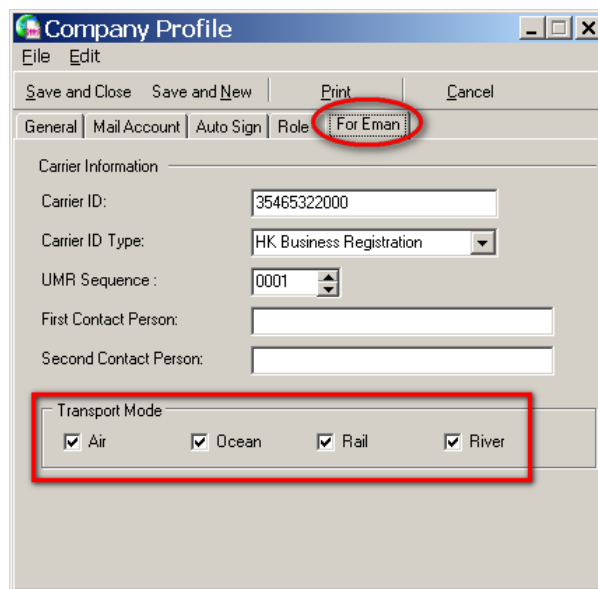 Company Profile
File Edit
Save and Close Save and New Print Cancel
General Mail Account Auto Sign Role For Eman
Carrier Information
Carrier ID: 35465322000
Carrier ID Type: HK Business Registration
UMR Sequence : 0001
First Contact Person:
Second Contact Person:
Transport Mode
Air Ocean Rail River